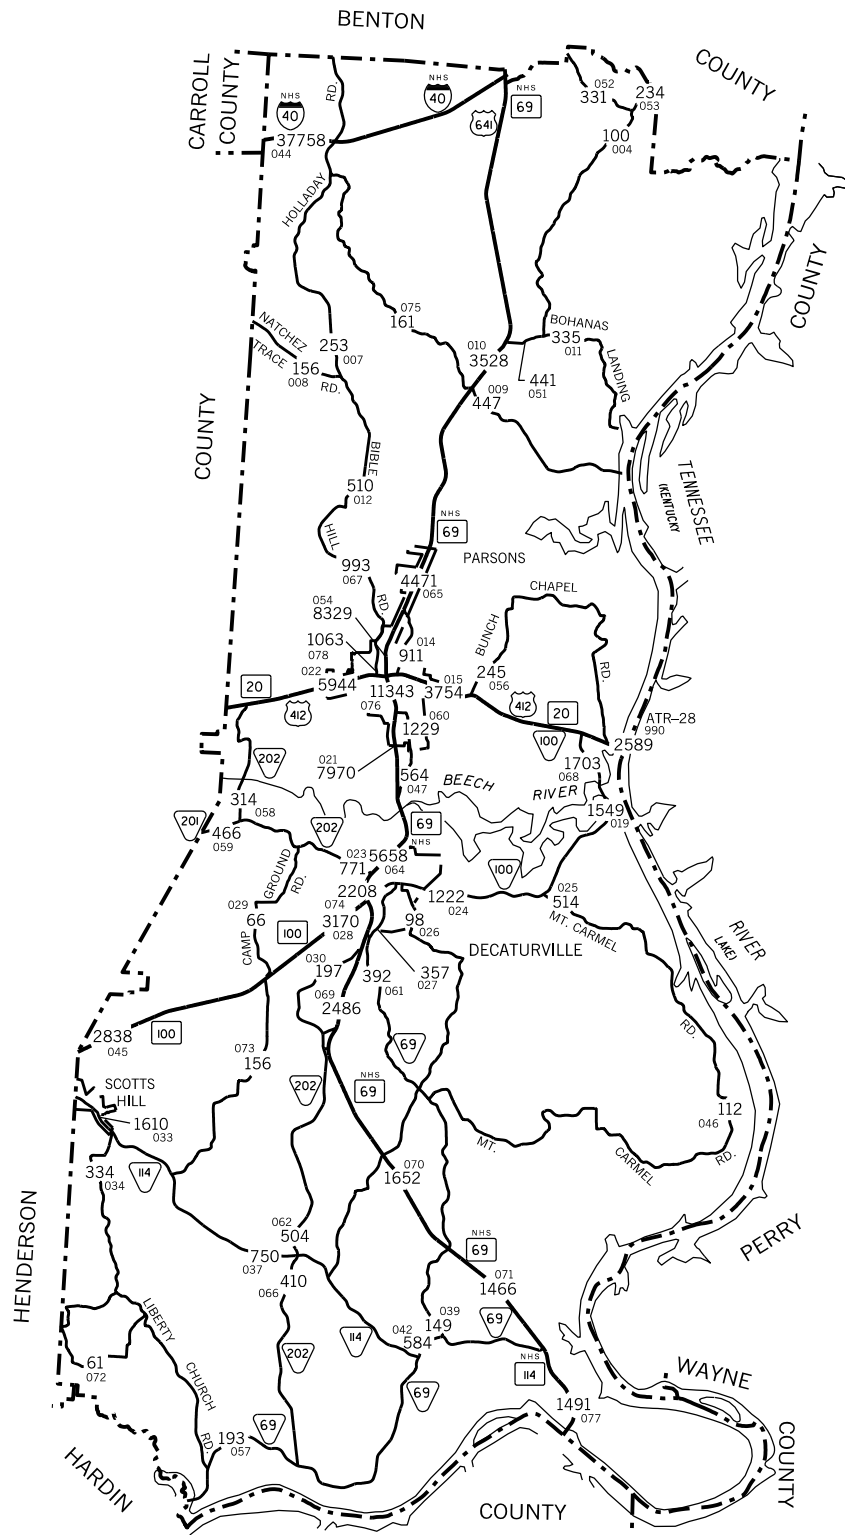 BENTON
COUNTY
CARROLL
COUNTY
NHS
40
37758
044
RD.
NHS
40
NHS
69
641
052
331
234
053
100
004
HOLLADAY
COUNTY
075
161
NATCHEZ
TRACE
RD.
253
007
156
008
010
3528
BOHANAS
335
011
LANDING
441
051
009
447
COUNTY
BIBLE
510
012
HILL
RD.
TENNESSEE
(KENTUCKY
NHS
69
PARSONS
993
067
4471
065
054
8329
1063
078
014
911
CHAPEL
BUNCH
RD.
245
056
022
5944
20
412
11343
076
015
3754
412
20
060
1229
100
ATR–28
990
2589
1703
068
202
021
7970
564
047
BEECH
RIVER
314
058
201
466
059
202
69
NHS
1549
019
GROUND
RD.
023
771
5658
064
100
029
66
074
2208
1222
024
025
514
CAMP
100
3170
028
98
026
MT. CARMEL
RIVER
LAKE)
DECATURVILLE
030
197
392
061
357
027
069
2486
2838
045
100
RD.
69
073
156
202
NHS
69
SCOTTS
HILL
1610
033
112
046
334
034
114
MT.
CARMEL
RD.
070
1652
HENDERSON
062
504
750
037
410
066
NHS
69
071
1466
PERRY
LIBERTY
CHURCH
RD.
114
042
584
039
149
69
202
61
072
NHS
114
WAYNE
COUNTY
69
1491
077
69
193
057
HARDIN
COUNTY